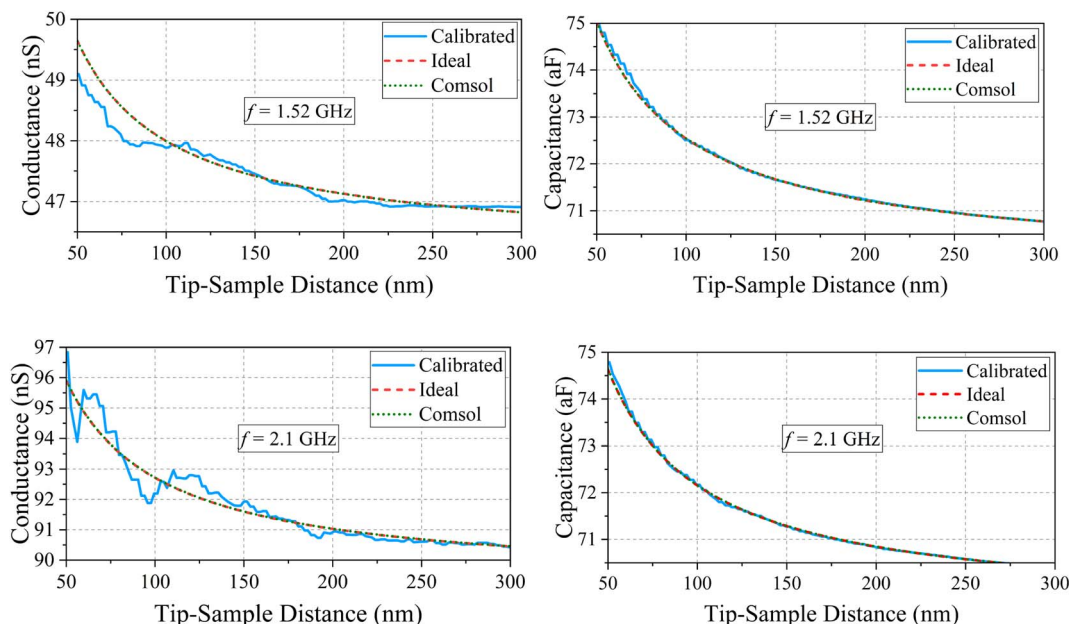 50
49
48
47
50 100 150 200 250 300
Conductance (nS)
Tip-Sample Distance (nm)
Calibrated
Ideal
Comsol
f = 1.52 GHz
75
74
73
72
71
50 100 150 200 250 300
Capacitance (aF)
Tip-Sample Distance (nm)
Calibrated
Ideal
Comsol
f = 1.52 GHz
97
96
95
94
93
92
91
90
50 100 150 200 250 300
Conductance (nS)
Tip-Sample Distance (nm)
Calibrated
Ideal
Comsol
f = 2.1 GHz
75
74
73
72
71
50 100 150 200 250 300
Capacitance (aF)
Tip-Sample Distance (nm)
Calibrated
Ideal
Comsol
f = 2.1 GHz